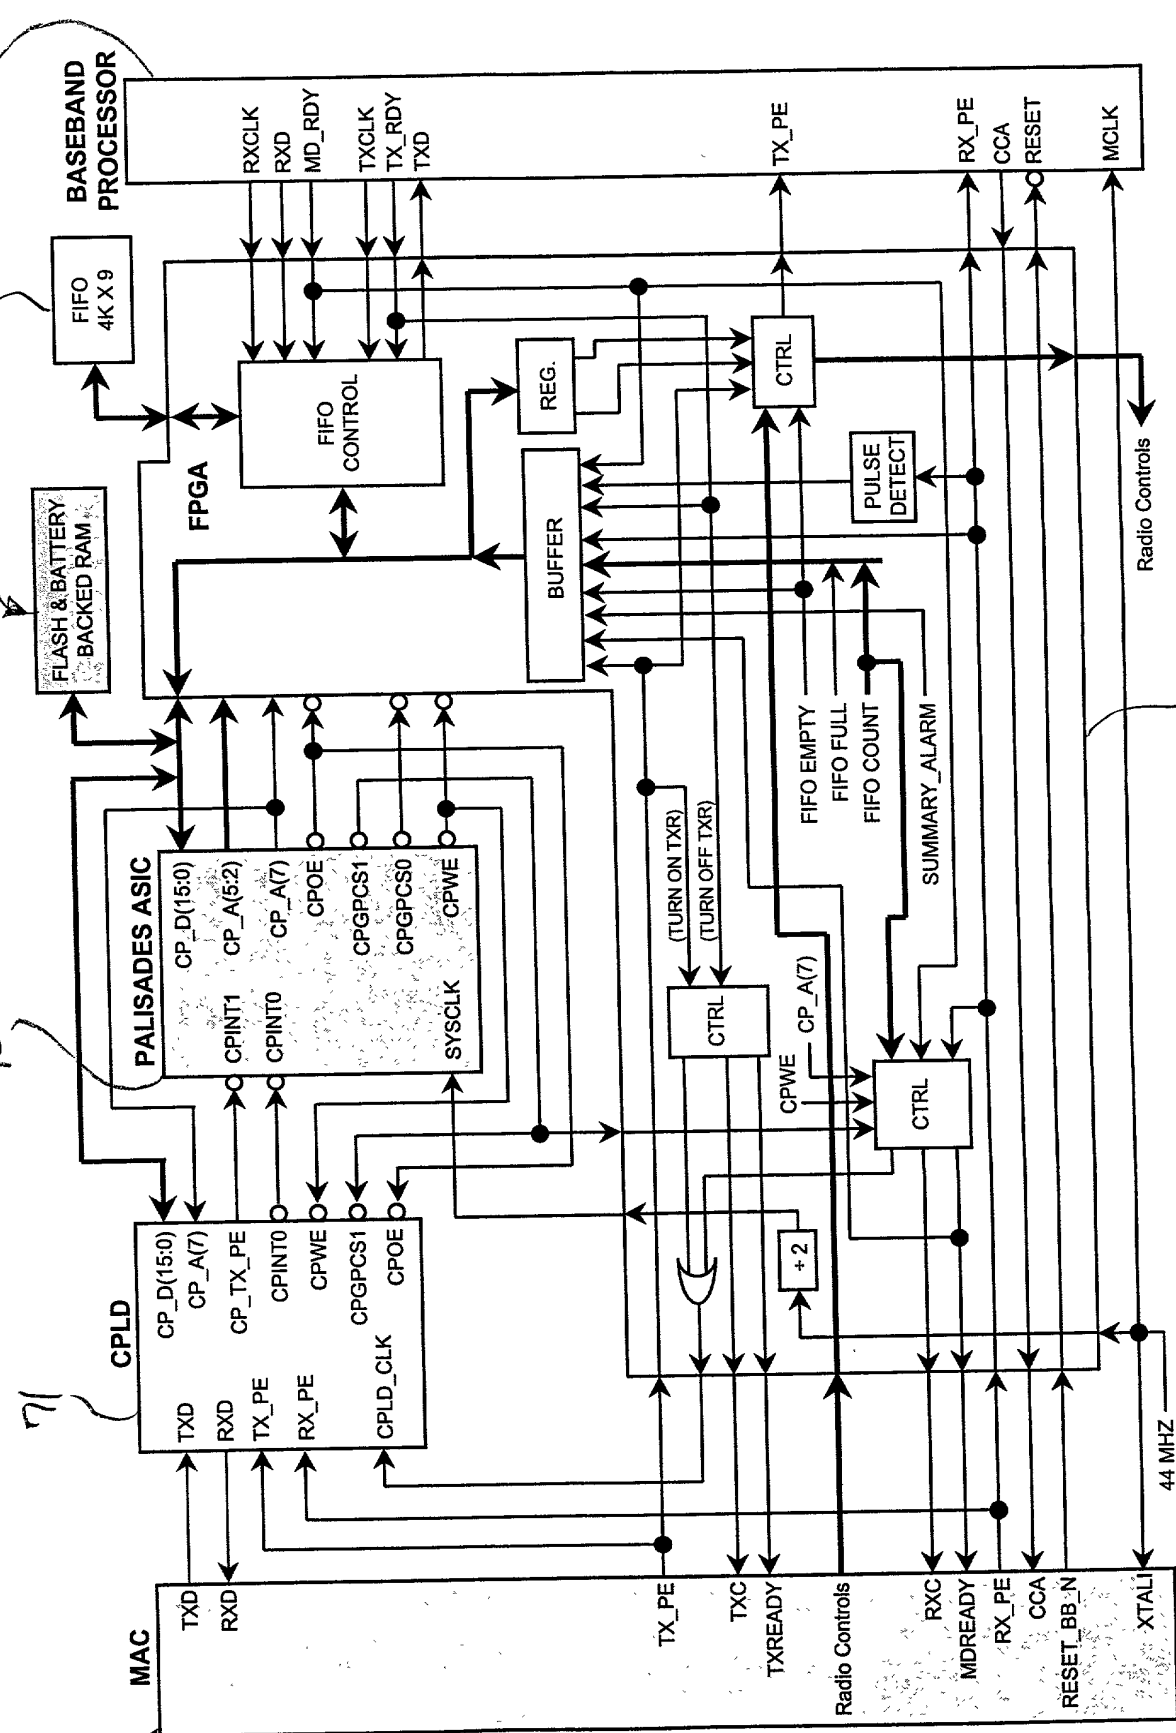 BASEBAND
PROCESSOR
RXCLK
RXD
MD_RDY
TXCLK
TX_RDY
TXD
TX_PE
RX_PE
CCA
RESET
MCLK
FIFO
4K X 9
FLASH & BATTERY
BACKED RAM
FPGA
FIFO
CONTROL
REG.
CTRL
BUFFER
PULSE
DETECT
Radio Controls
FIFO EMPTY
FIFO FULL
FIFO COUNT
SUMMARY_ALARM
(TURN ON TXR)
(TURN OFF TXR)
CTRL
CPWE
CP_A(7)
CTRL
÷ 2
PALISADES ASIC
CP_D(15:0)
CP_A(5:2)
CP_A(7)
CPOE
CPGPCS1
CPGPCS0
CPWE
CPINT1
CPINT0
SYSCLK
CPLD
71
CP_D(15:0)
CP_A(7)
CP_TX_PE
CPINT0
CPWE
CPGPCS1
CPOE
TXD
RXD
TX_PE
RX_PE
CPLD_CLK
MAC
TXD
RXD
TX_PE
TXC
TXREADY
Radio Controls
RXC
MDREADY
RX_PE
CCA
RESET_BB_N
XTALI
44 MHZ